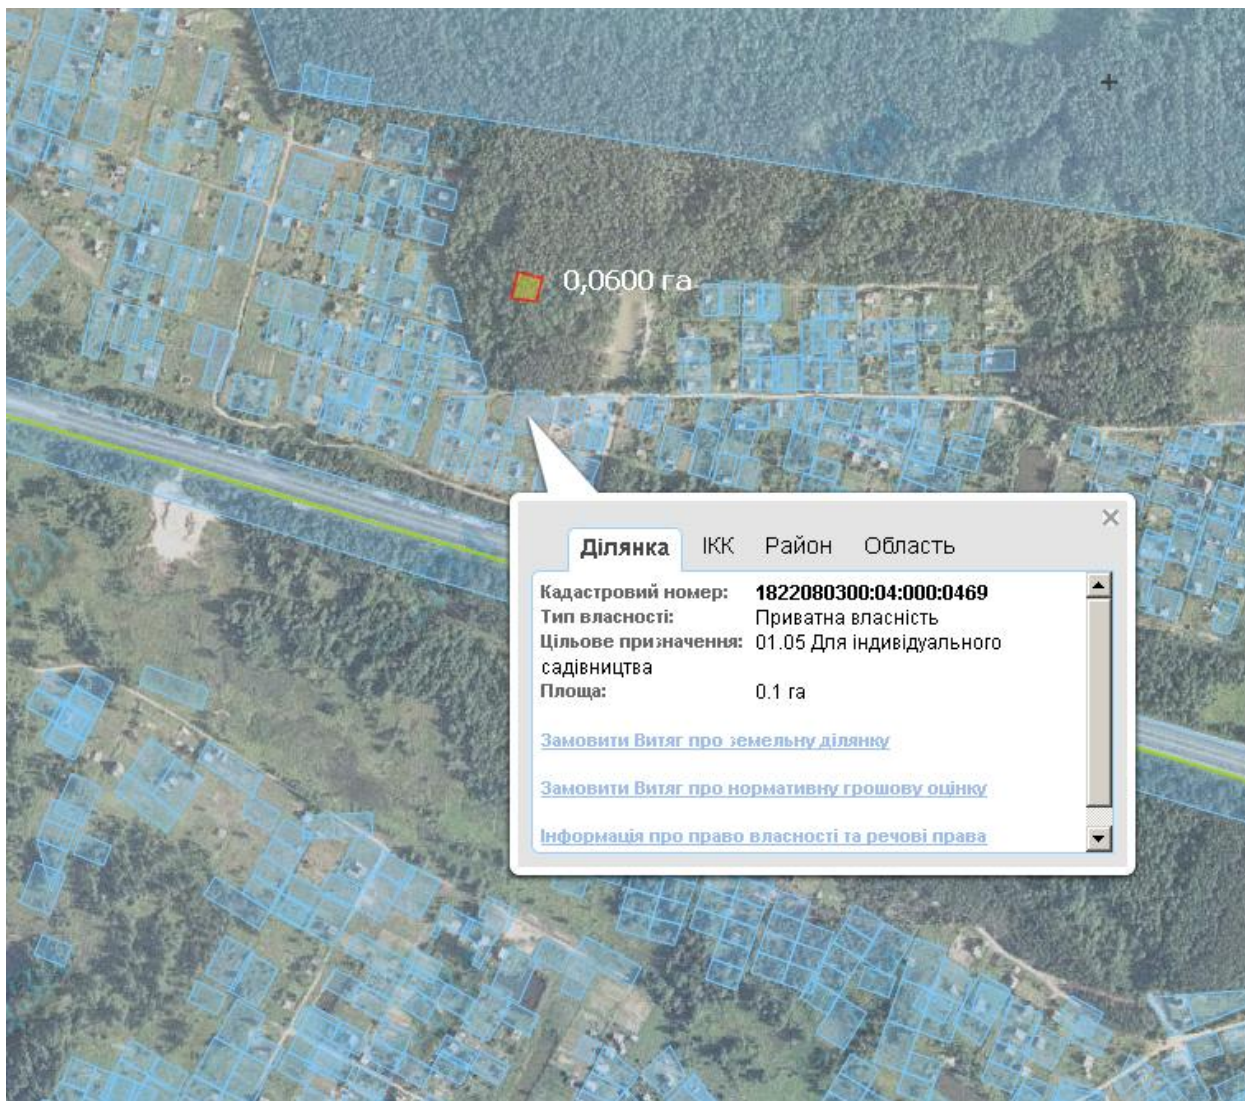 0,0600 га
Ділянка ІКК Район Область
Кадастровий номер: 1822080300:04:000:0469
Тип власності: Приватна власність
Цільове призначення: 01.05 Для індивідуального
садівництва
Площа: 0.1 га
Замовити Витяг про земельну ділянку
Замовити Витяг про нормативну грошову оцінку
Інформація про право власності та речові права